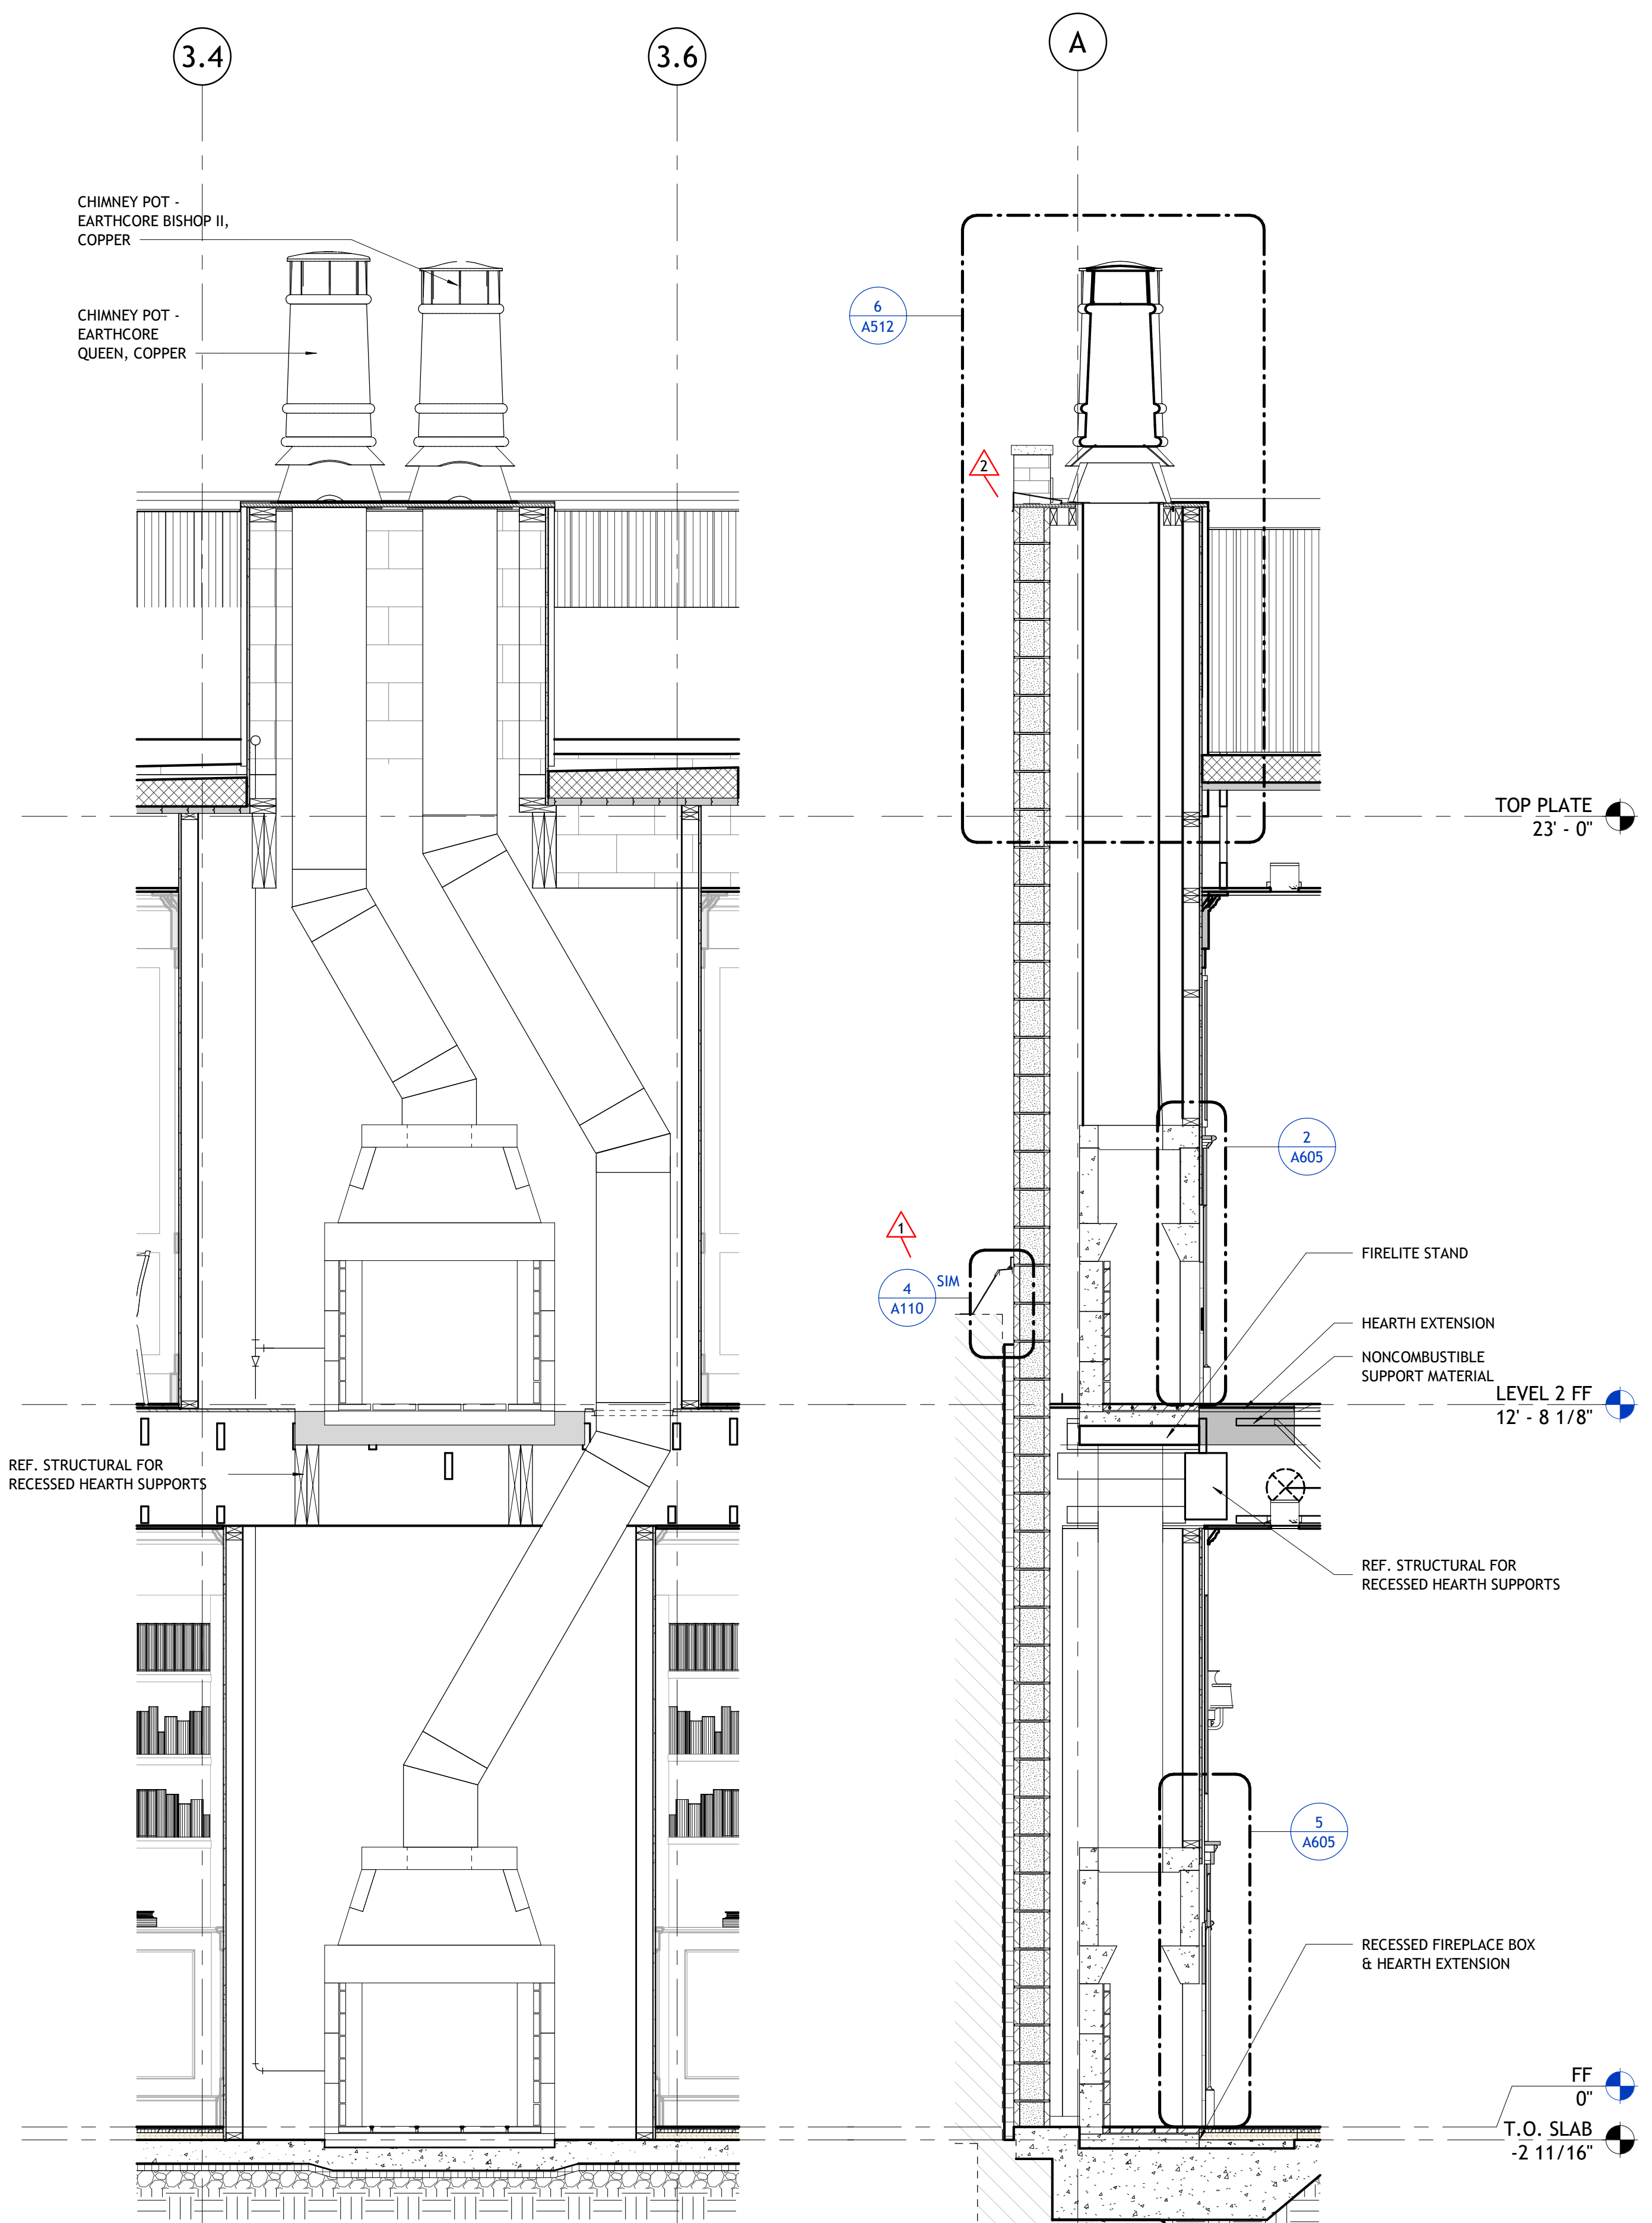 3.4
3.6
A
CHIMNEY POT -
EARTHCORE BISHOP II,
COPPER
CHIMNEY POT -
EARTHCORE
QUEEN, COPPER
6
A512
2
TOP PLATE
23' - 0"
2
A605
1
4
A110
SIM
FIRELITE STAND
HEARTH EXTENSION
NONCOMBUSTIBLE
SUPPORT MATERIAL
LEVEL 2 FF
12' - 8 1/8"
REF. STRUCTURAL FOR
RECESSED HEARTH SUPPORTS
REF. STRUCTURAL FOR
RECESSED HEARTH SUPPORTS
5
A605
RECESSED FIREPLACE BOX
& HEARTH EXTENSION
FF
0"
T.O. SLAB
-2 11/16"